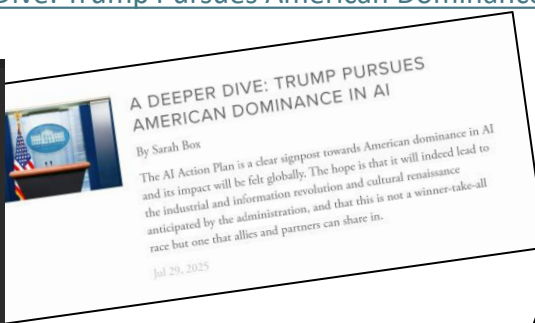 Dive: Trump Pursues American Dominance
A DEEPER DIVE: TRUMP PURSUES
AMERICAN DOMINANCE IN AI
By Sarah Box
The AI Action Plan is a clear signpost towards American dominance in AI
and its impact will be felt globally. The hope is that it will indeed lead to
the industrial and information revolution and cultural renaissance
anticipated by the administration, and that this is not a winner-take-all
race but one that allies and partners can share in.
Jul 29, 2025